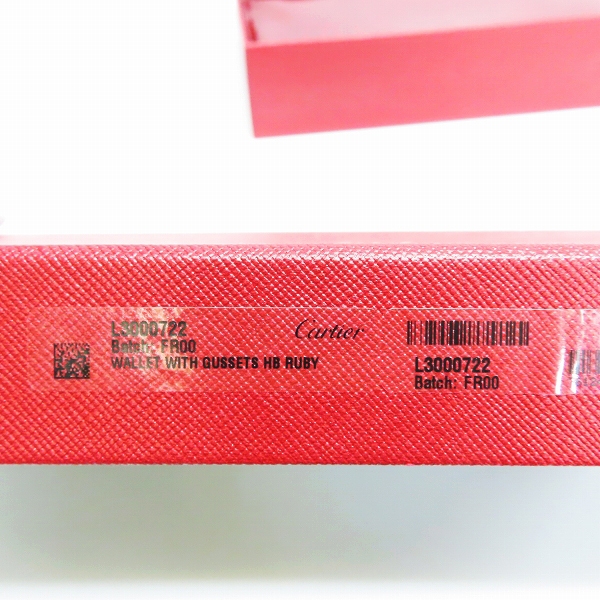 L3000722
Batch: FR00
WALLET WITH GUSSETS HB RUBY
Cartier
L3000722
Batch: FR00